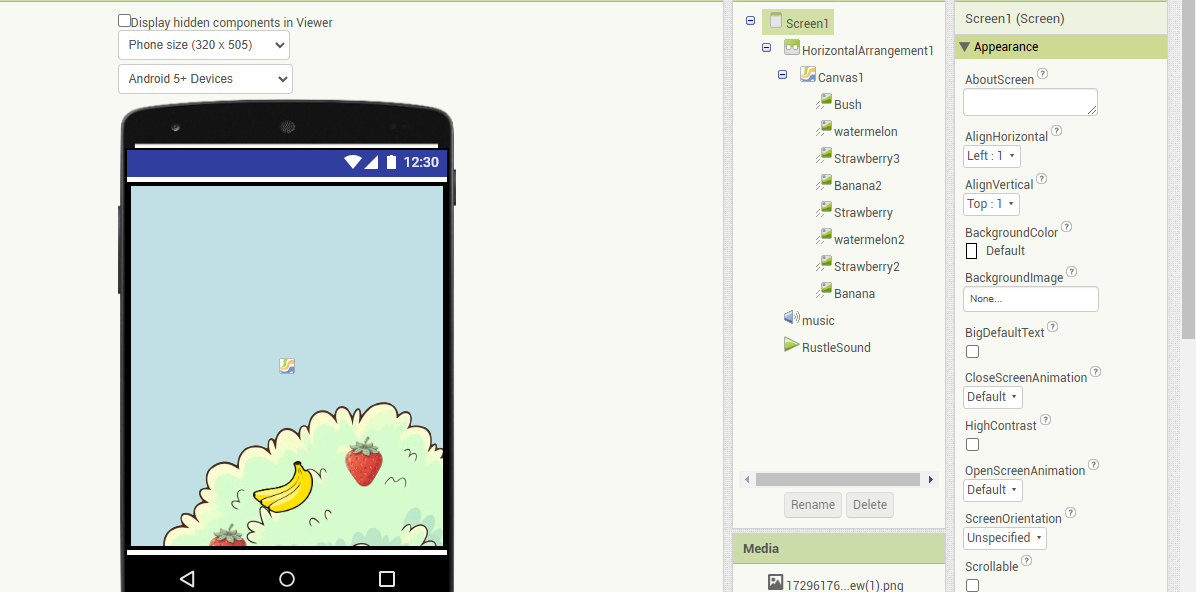 Display hidden components in Viewer
Phone size (320 x 505)
Android 5+ Devices
12:30
Screen1
HorizontalArrangement1
Canvas1
Bush
watermelon
Strawberry3
Banana2
Strawberry
watermelon2
Strawberry2
Banana
music
RustleSound
Rename Delete
Media
17296176...ew(1).png
Screen1 (Screen)
Appearance
AboutScreen ?
AlignHorizontal ?
Left : 1
AlignVertical ?
Top : 1
BackgroundColor ?
Default
BackgroundImage ?
None...
BigDefaultText ?
CloseScreenAnimation ?
Default
HighContrast ?
OpenScreenAnimation ?
Default
ScreenOrientation ?
Unspecified
Scrollable ?